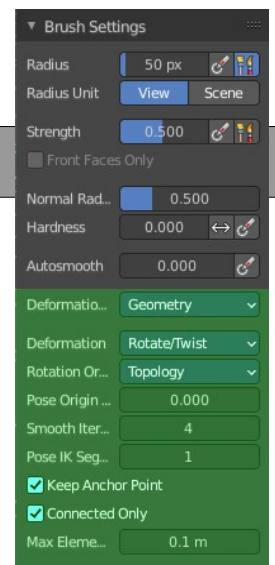 Brush Settings
Radius 50 px
Radius Unit View Scene
Strength 0.500
Front Faces Only
Normal Rad... 0.500
Hardness 0.000
Autosmooth 0.000
Deformatio... Geometry
Deformation Rotate/Twist
Rotation Or... Topology
Pose Origin ... 0.000
Smooth Iter... 4
Pose IK Seg... 1
Keep Anchor Point
Connected Only
Max Eleme... 0.1 m